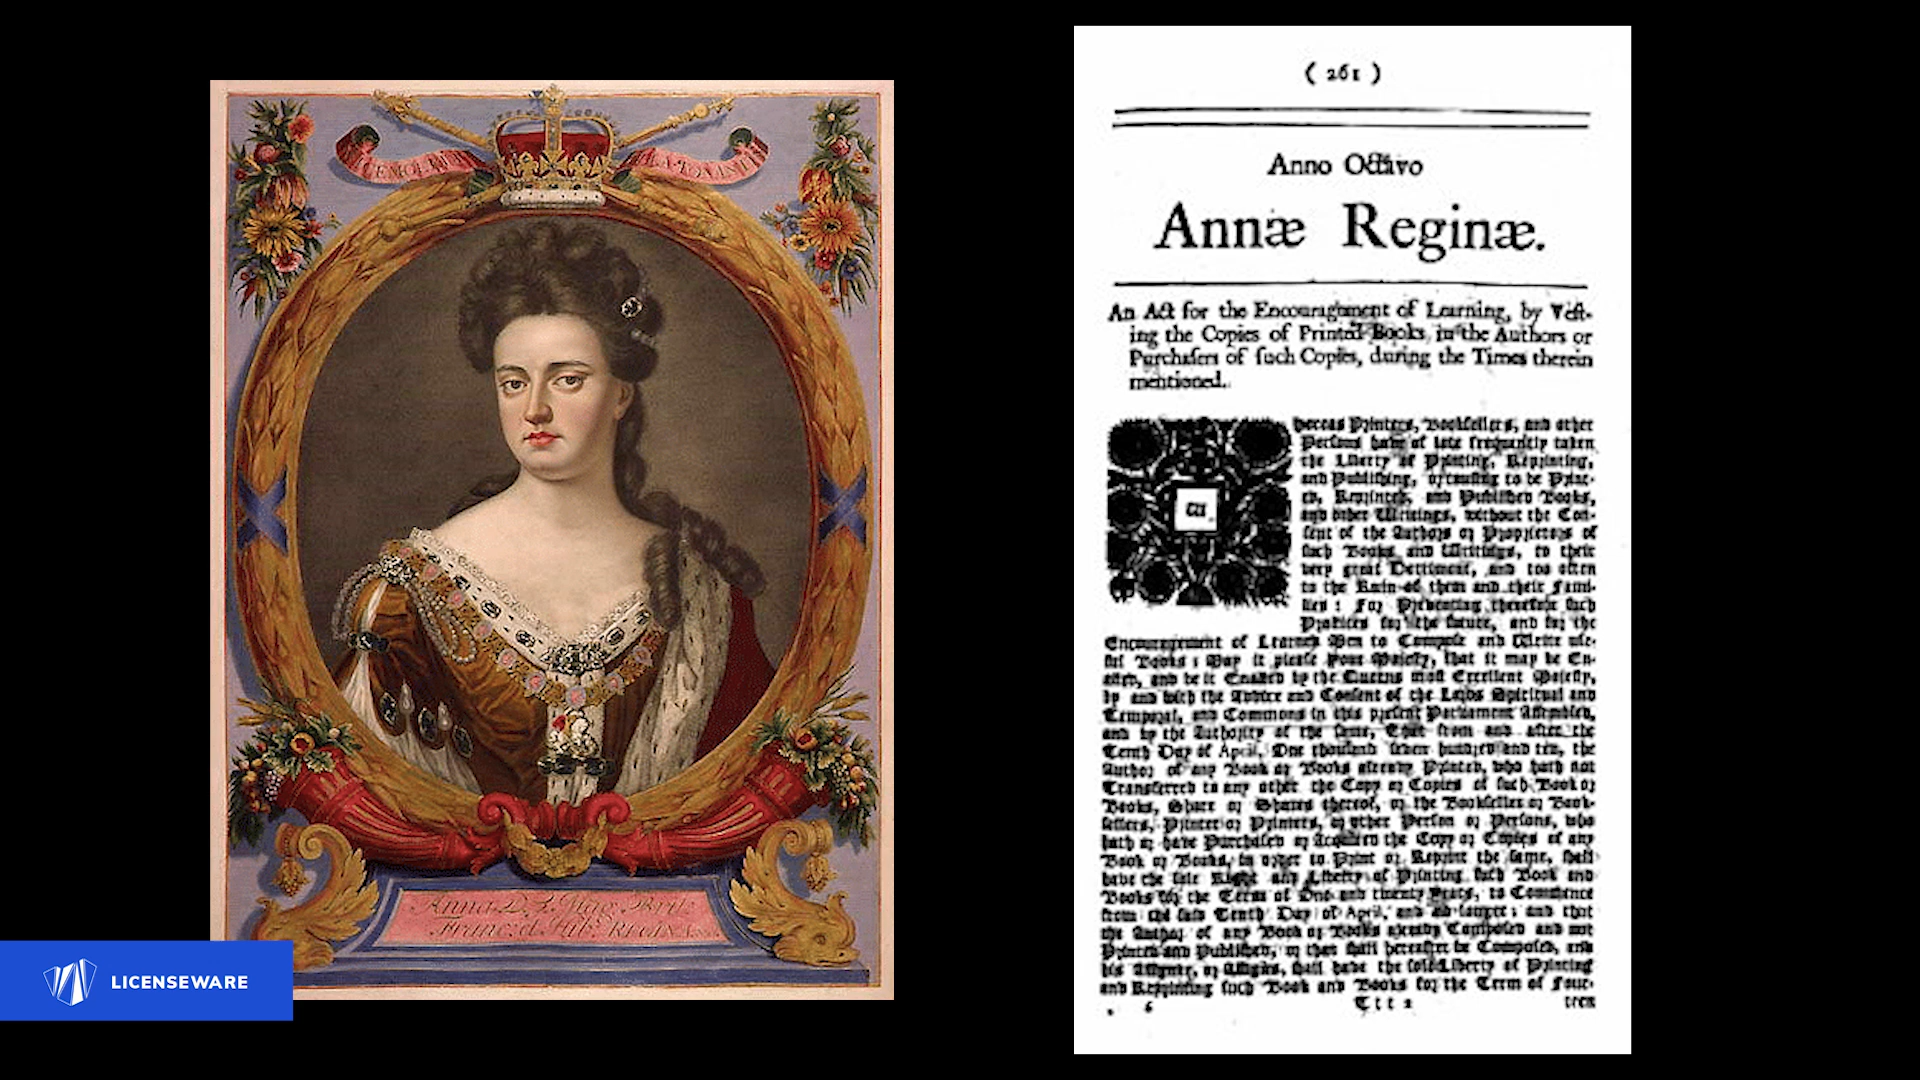 Anna D. G. Mag. Brit.
Franc. et Hib. REGINA
LICENSEWARE
( 261 )
Anno Octavo
Annæ Reginæ.
An Act for the Encouragement of Learning, by Veſt-
ing the Copies of Printed Books, in the Authors or
Purchaſers of ſuch Copies, during the Times therein
mentioned.
W
hereas Printers, Bookſellers, and other
Perſons have of late frequently taken
the Liberty of Printing, Reprinting,
and Publiſhing, or cauſing to be Print-
ed, Reprinted, and Publiſhed Books,
and other Writings, without the Con-
ſent of the Authors or Proprietors of
ſuch Books and Writings, to their
very great Detriment, and too often
to the Ruin of them and their Fami-
lies: For Preventing therefore ſuch
Practices for the future, and for the
Encouragement of Learned Men to Compoſe and Write uſe-
ful Books; May it pleaſe Your Majeſty, that it may be En-
acted, and be it Enacted by the Queens moſt Excellent Majeſty,
by and with the Advice and Conſent of the Lords Spiritual and
Temporal, and Commons in this preſent Parliament Aſſembled,
and by the Authority of the ſame, That from and after the
Tenth Day of April, One thouſand ſeven hundred and ten, the
Author of any Book or Books already Printed, who hath not
Transferred to any other the Copy or Copies of ſuch Book or
Books, Share or Shares thereof, or the Bookſeller or Book-
ſellers, Printer or Printers, or other Perſon or Perſons, who
hath or have Purchaſed or Acquired the Copy or Copies of any
Book or Books, in order to Print or Reprint the ſame, ſhall
have the ſole Right and Liberty of Printing ſuch Book and
Books for the Term of One and twenty Years, to Commence
from the ſaid Tenth Day of April, and no longer; and that
the Author of any Book or Books already Compoſed and not
Printed and Publiſhed, or that ſhall hereafter be Compoſed, and
his Aſſignee, or Aſſigns, ſhall have the ſole Liberty of Printing
and Reprinting ſuch Book and Books for the Term of Four-
Ttt 2
teen